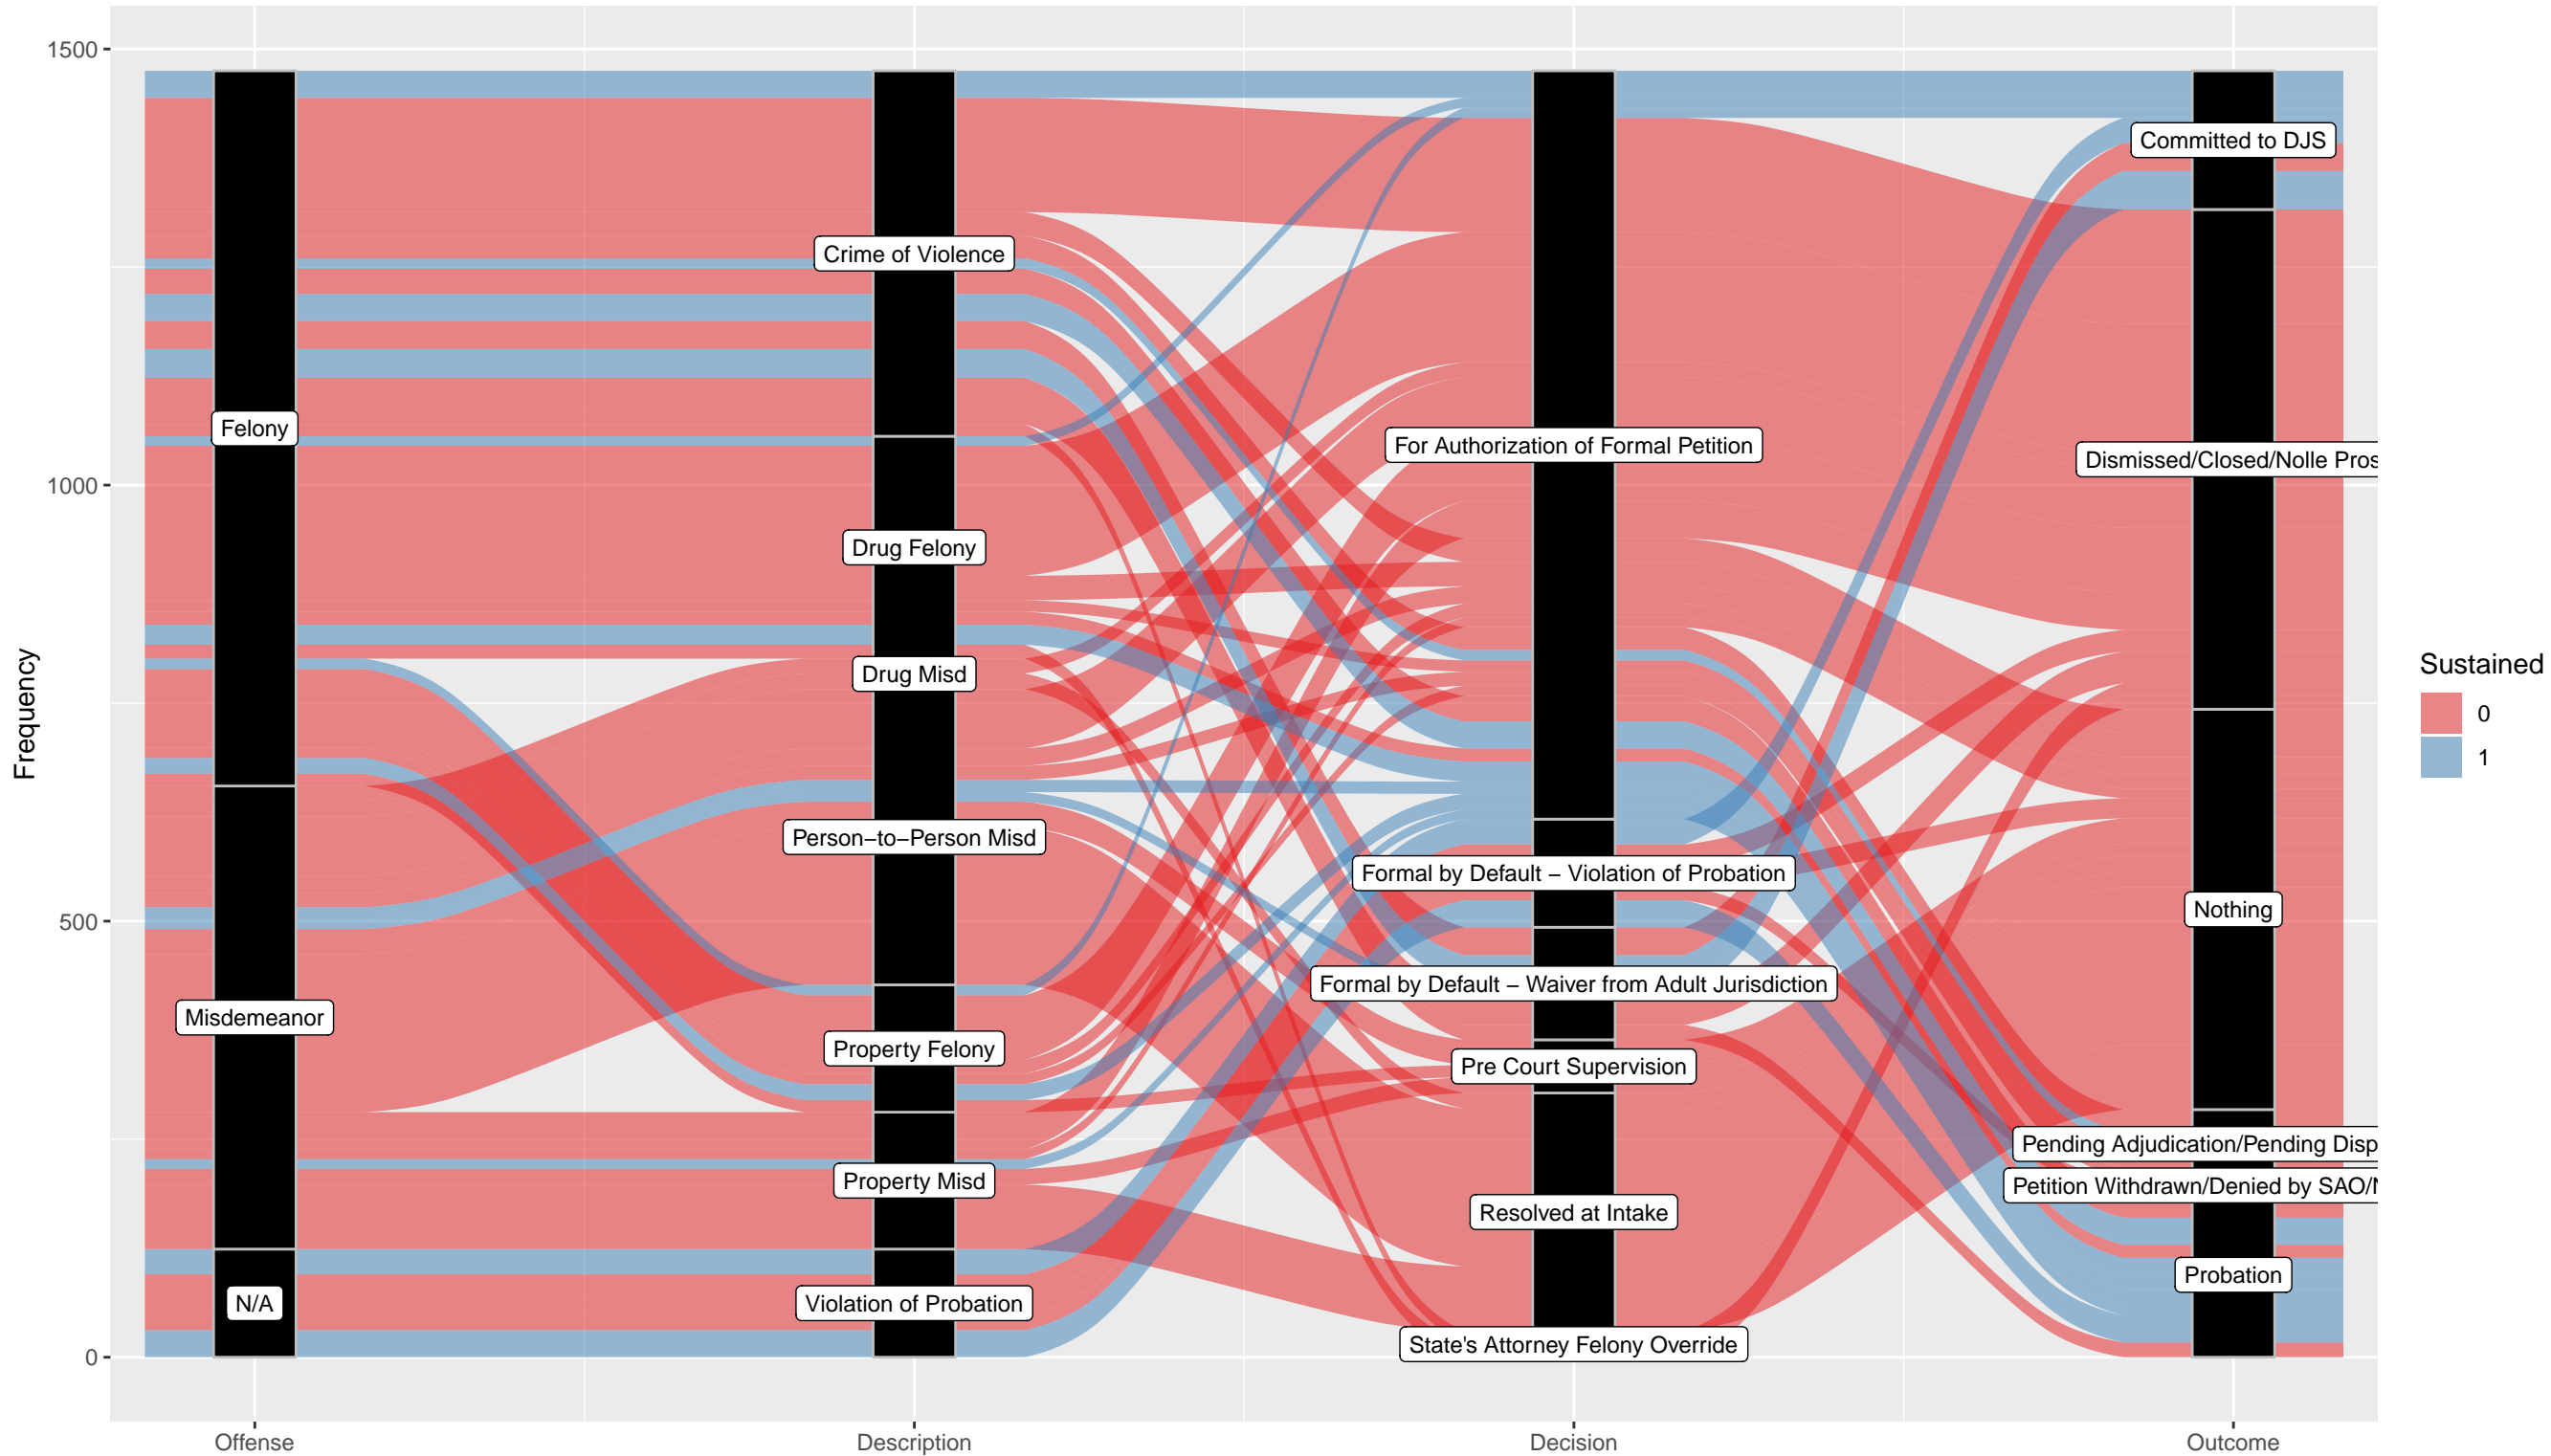 1500
1000
500
0
Frequency
Felony
Misdemeanor
N/A
Crime of Violence
Drug Felony
Drug Misd
Person−to−Person Misd
Property Felony
Property Misd
Violation of Probation
For Authorization of Formal Petition
Formal by Default − Violation of Probation
Formal by Default − Waiver from Adult Jurisdiction
Pre Court Supervision
Resolved at Intake
State's Attorney Felony Override
Committed to DJS
Dismissed/Closed/Nolle Pros
Nothing
Pending Adjudication/Pending Disp
Petition Withdrawn/Denied by SAO/
Probation
Offense
Description
Decision
Outcome
Sustained
0
1